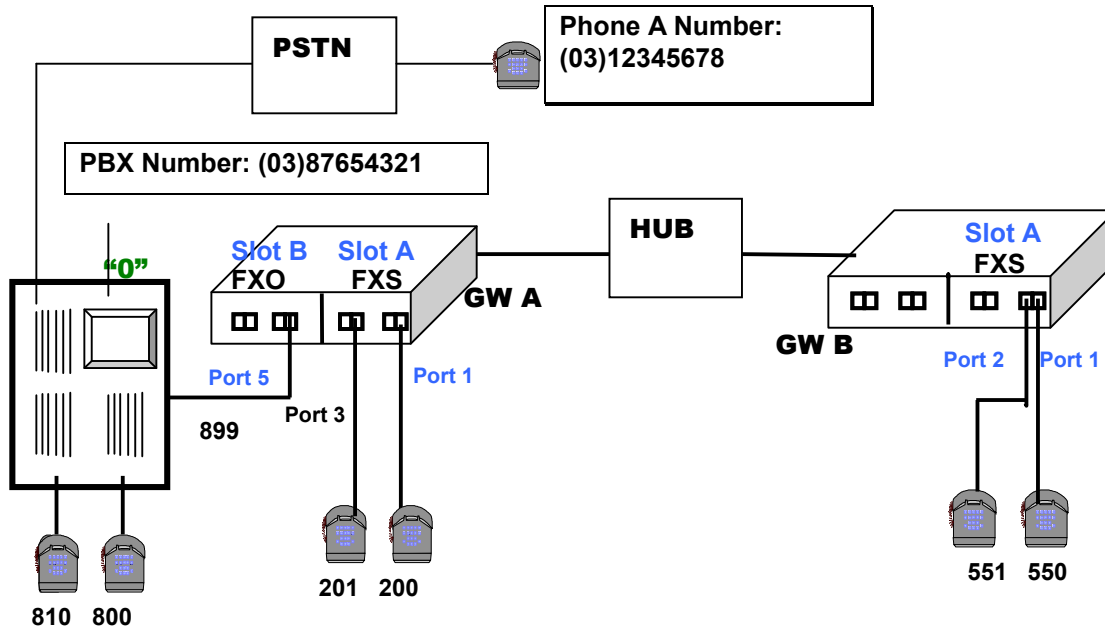 PSTN
Phone A Number:
(03)12345678
PBX Number: (03)87654321
HUB
Slot B
FXO
Slot A
FXS
GW A
Slot A
FXS
GW B
“0”
Port 5
Port 3
Port 1
Port 2
Port 1
899
201
200
551
550
810
800